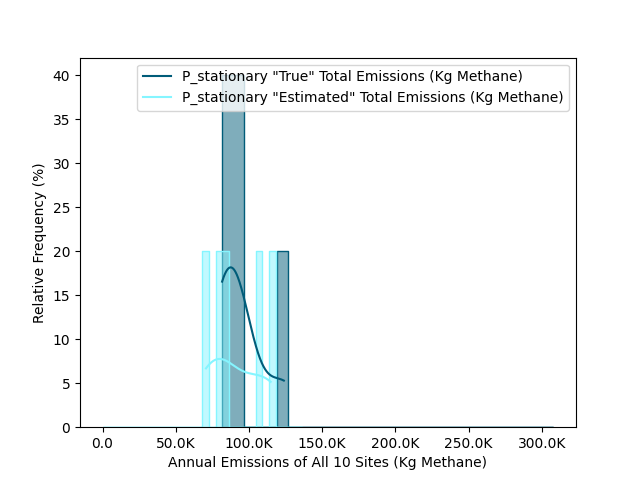 P_stationary "True" Total Emissions (Kg Methane)
P_stationary "Estimated" Total Emissions (Kg Methane)
40
35
30
25
20
15
10
5
0
Relative Frequency (%)
0.0 50.0K 100.0K 150.0K 200.0K 250.0K 300.0K
Annual Emissions of All 10 Sites (Kg Methane)